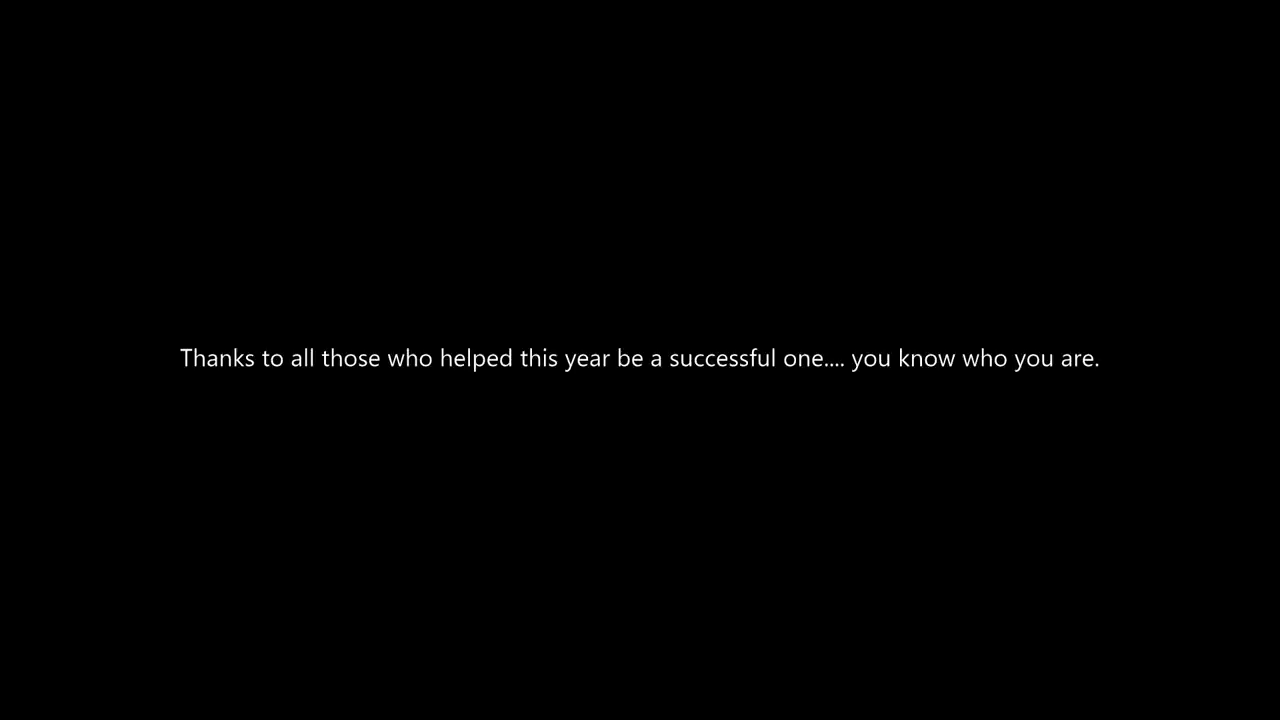 Thanks to all those who helped this year be a successful one.... you know who you are.